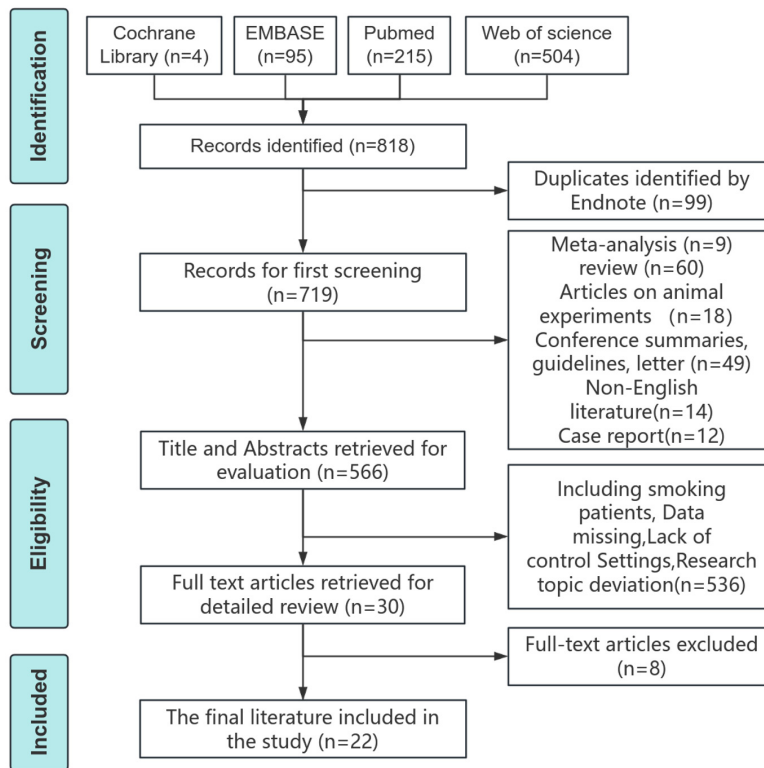 Identification
Cochrane
Library (n=4)
EMBASE
(n=95)
Pubmed
(n=215)
Web of science
(n=504)
Records identified (n=818)
Duplicates identified by
Endnote (n=99)
Screening
Records for first screening
(n=719)
Meta-analysis (n=9)
review (n=60)
Articles on animal
experiments （n=18)
Conference summaries,
guidelines, letter (n=49)
Non-English
literature(n=14)
Case report(n=12)
Eligibility
Title and Abstracts retrieved for
evaluation (n=566)
Including smoking
patients, Data
missing,Lack of
control Settings,Research
topic deviation(n=536)
Full text articles retrieved for
detailed review (n=30)
Full-text articles excluded
(n=8)
Included
The final literature included in
the study (n=22)